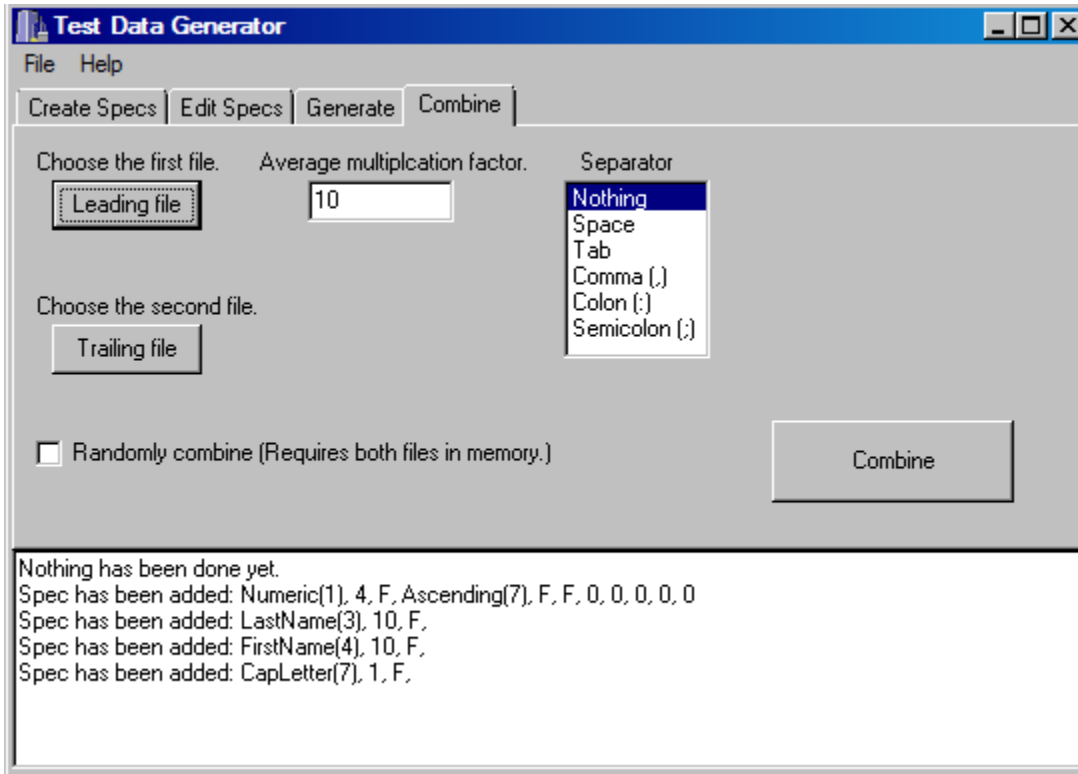 Test Data Generator
File Help
Create Specs Edit Specs Generate Combine
Choose the first file. Average multiplcation factor. Separator
Leading file 10 Nothing
Space
Tab
Comma (,)
Colon (:)
Semicolon (;)
Choose the second file.
Trailing file
Randomly combine (Requires both files in memory.)
Combine
Nothing has been done yet.
Spec has been added: Numeric(1), 4, F, Ascending(7), F, F, 0, 0, 0, 0, 0
Spec has been added: LastName(3), 10, F,
Spec has been added: FirstName(4), 10, F,
Spec has been added: CapLetter(7), 1, F,